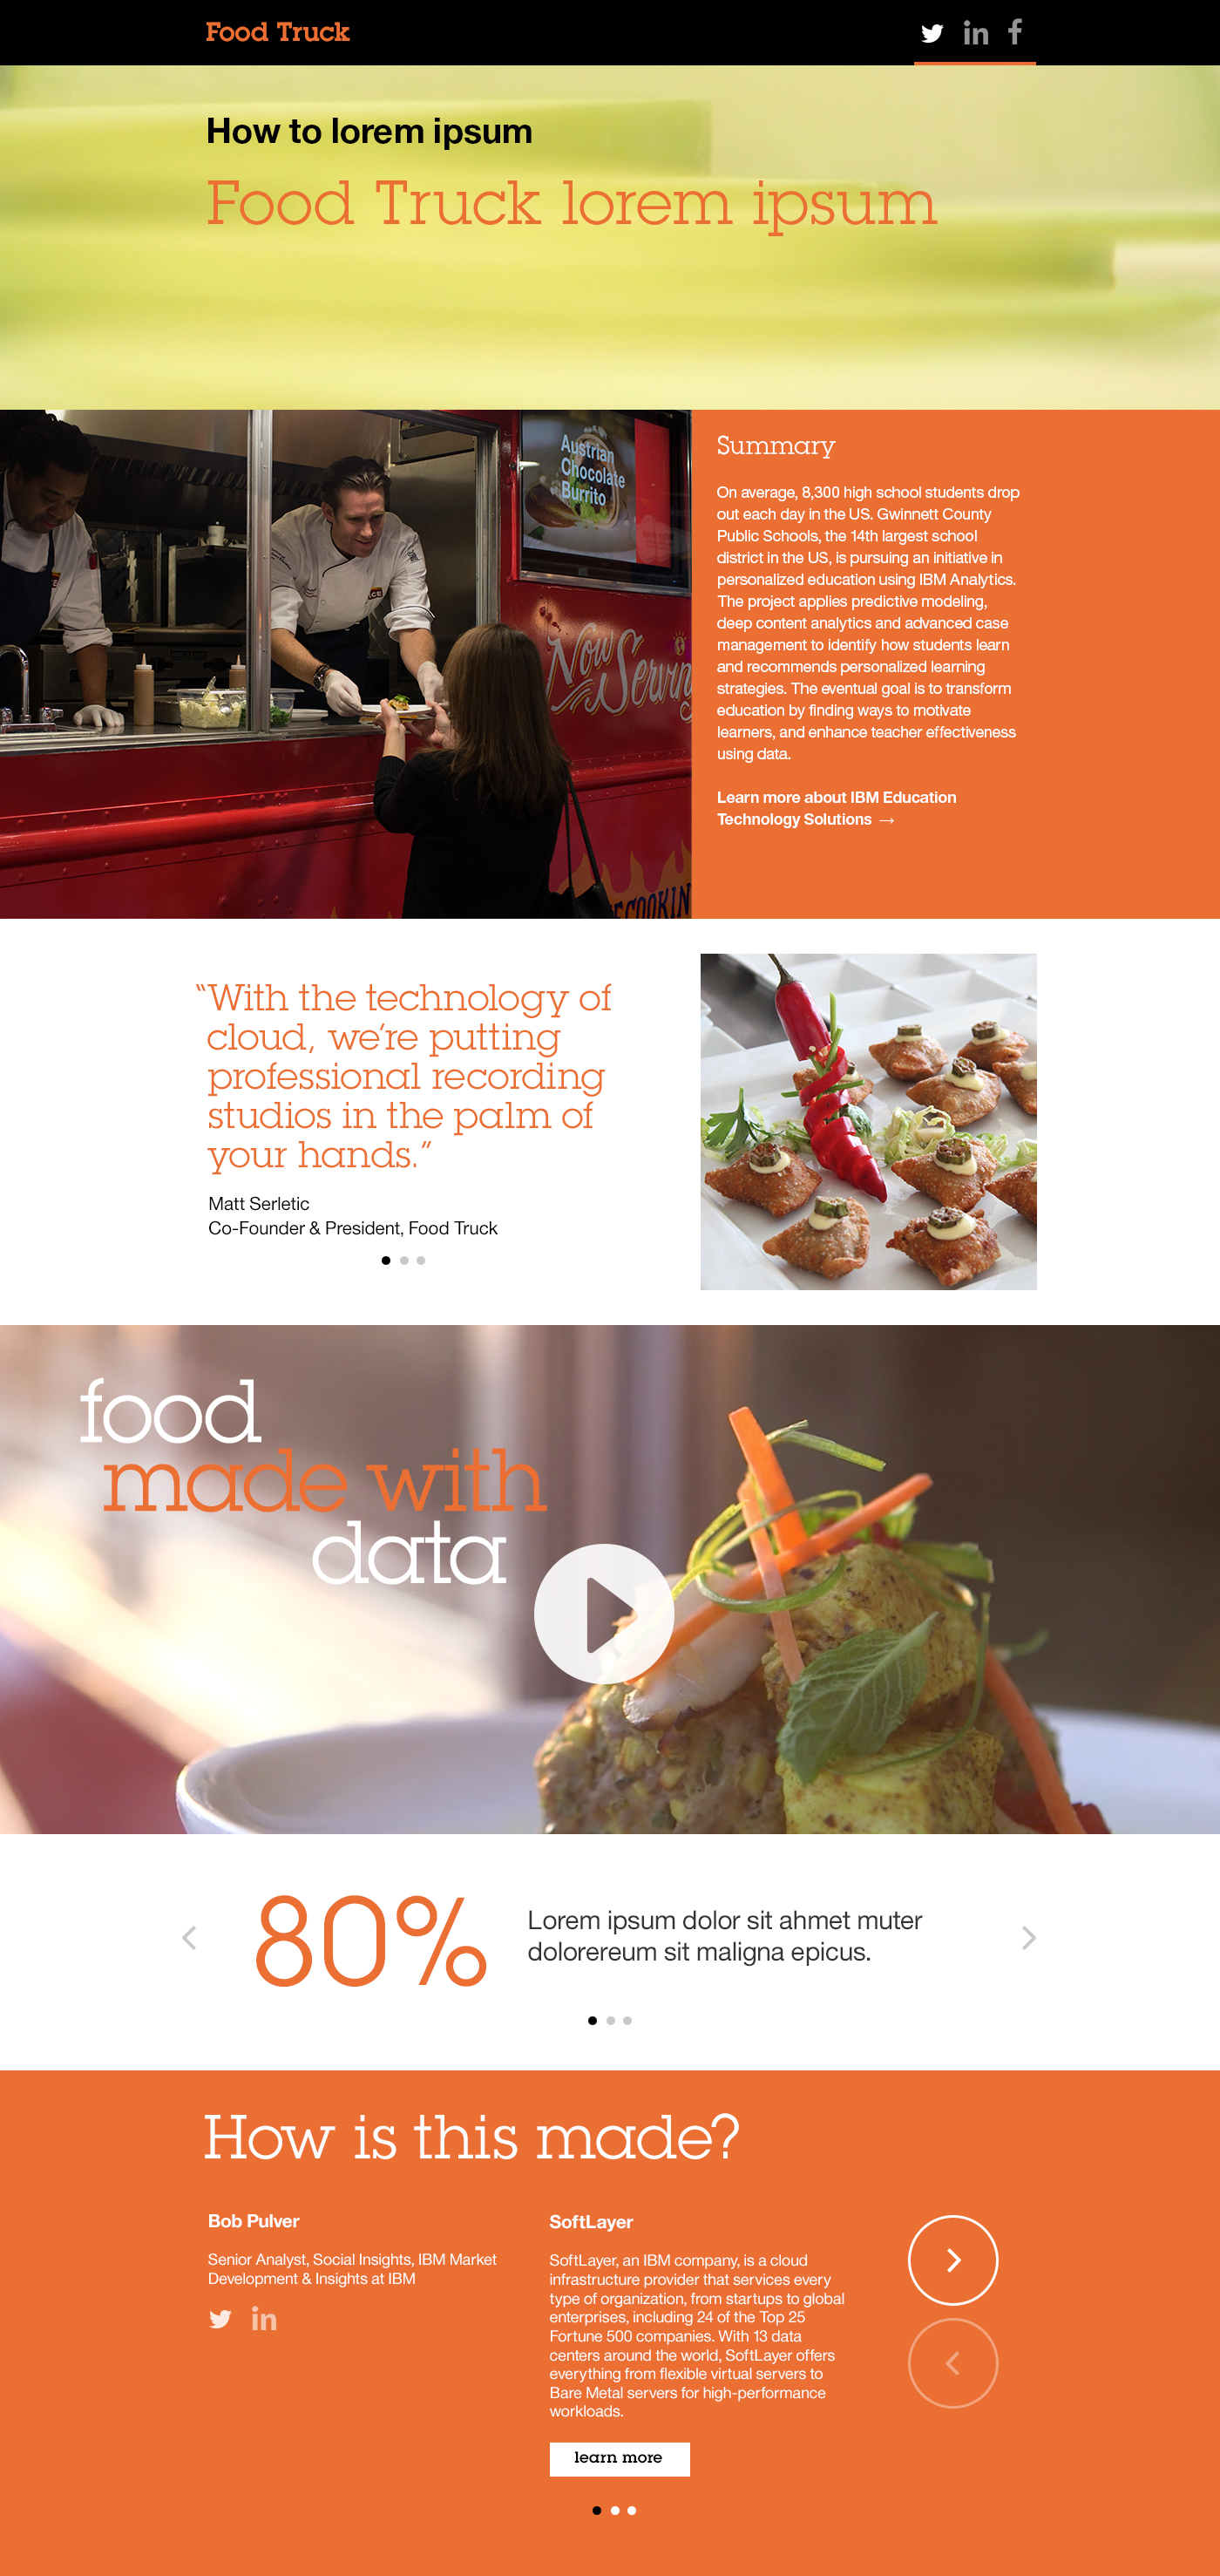 Food Truck
How to lorem ipsum
Food Truck lorem ipsum
Austrian
Chocolate
Burrito
Now
Serving
Summary
On average, 8,300 high school students drop
out each day in the US. Gwinnett County
Public Schools, the 14th largest school
district in the US, is pursuing an initiative in
personalized education using IBM Analytics.
The project applies predictive modeling,
deep content analytics and advanced case
management to identify how students learn
and recommends personalized learning
strategies. The eventual goal is to transform
education by finding ways to motivate
learners, and enhance teacher effectiveness
using data.
Learn more about IBM Education
Technology Solutions →
“With the technology of
cloud, we’re putting
professional recording
studios in the palm of
your hands.”
Matt Serletic
Co-Founder & President, Food Truck
food
made with
data
80%
Lorem ipsum dolor sit ahmet muter
dolorereum sit maligna epicus.
How is this made?
Bob Pulver
Senior Analyst, Social Insights, IBM Market
Development & Insights at IBM
in
SoftLayer
SoftLayer, an IBM company, is a cloud
infrastructure provider that services every
type of organization, from startups to global
enterprises, including 24 of the Top 25
Fortune 500 companies. With 13 data
centers around the world, SoftLayer offers
everything from flexible virtual servers to
Bare Metal servers for high-performance
workloads.
learn more